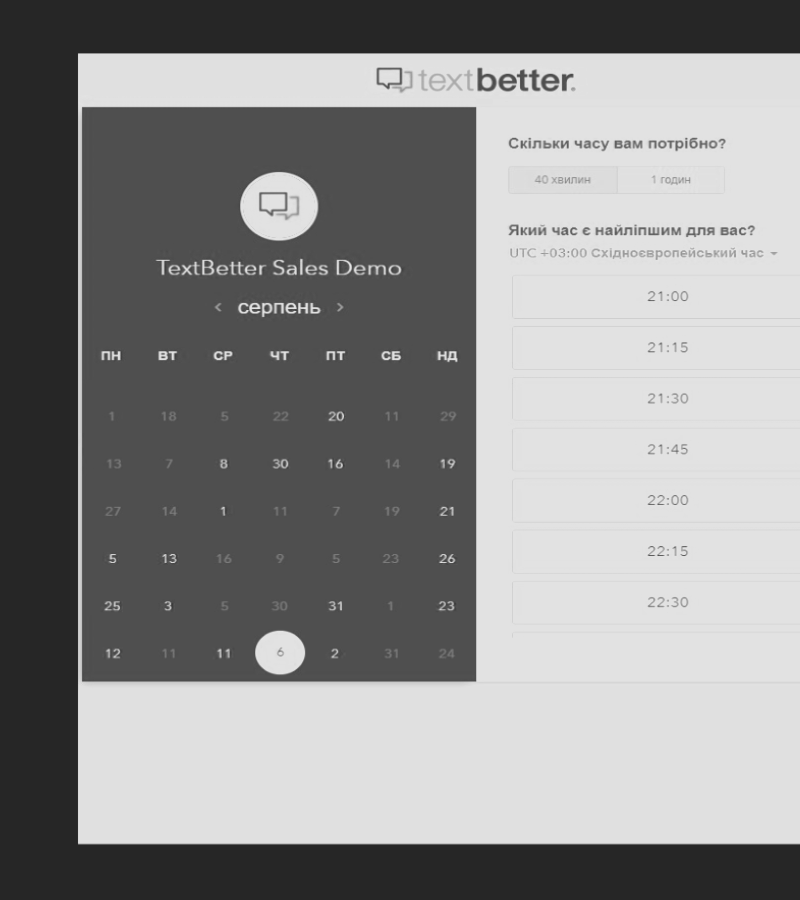 textbetter.
TextBetter Sales Demo
< серпень >
ПН ВТ СР ЧТ ПТ СБ НД
1 18 5 22 20 11 29
13 7 8 30 16 14 19
27 14 1 11 7 19 21
5 13 16 9 5 23 26
25 3 5 30 31 1 23
12 11 11 6 2 31 24
Скільки часу вам потрібно?
40 хвилин 1 годин
Який час є найліпшим для вас?
UTC +03:00 Східноєвропейський час
21:00
21:15
21:30
21:45
22:00
22:15
22:30